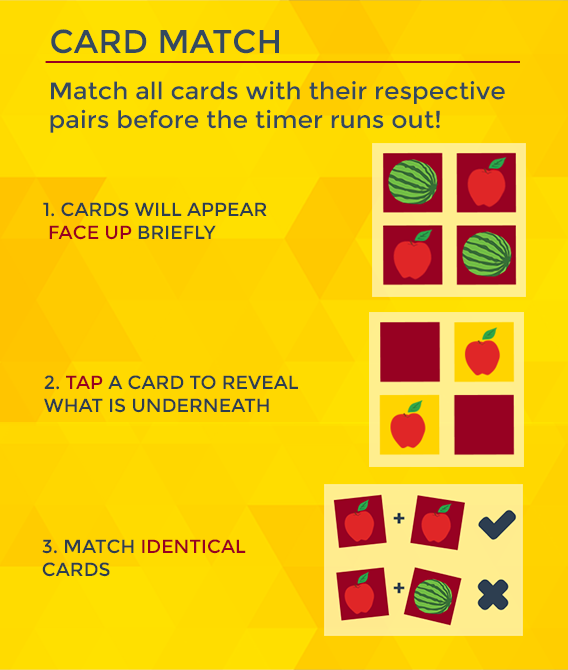 CARD MATCH
Match all cards with their respective
pairs before the timer runs out!
1. CARDS WILL APPEAR
FACE UP BRIEFLY
2. TAP A CARD TO REVEAL
WHAT IS UNDERNEATH
3. MATCH IDENTICAL
CARDS
+
+